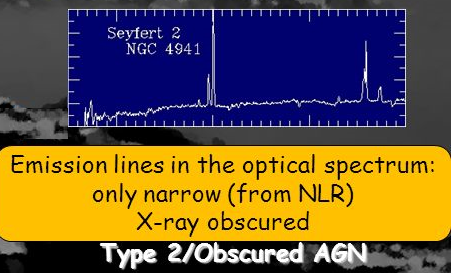 Seyfert 2
NGC 4941
Emission lines in the optical spectrum:
only narrow (from NLR)
X-ray obscured
Type 2/Obscured AGN